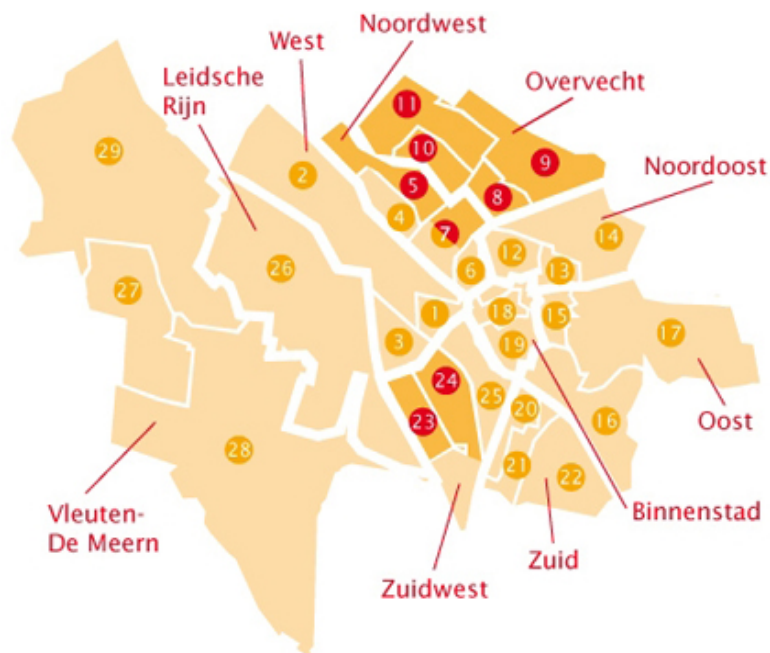 Noordwest
West
Overvecht
Leidsche
Rijn
11
10
29
9
Noordoost
2
5
8
4
7
14
12
26
6
13
27
1
18
15
17
3
19
24
25
20
16
Oost
23
28
21
22
Vleuten-
De Meern
Binnenstad
Zuid
Zuidwest